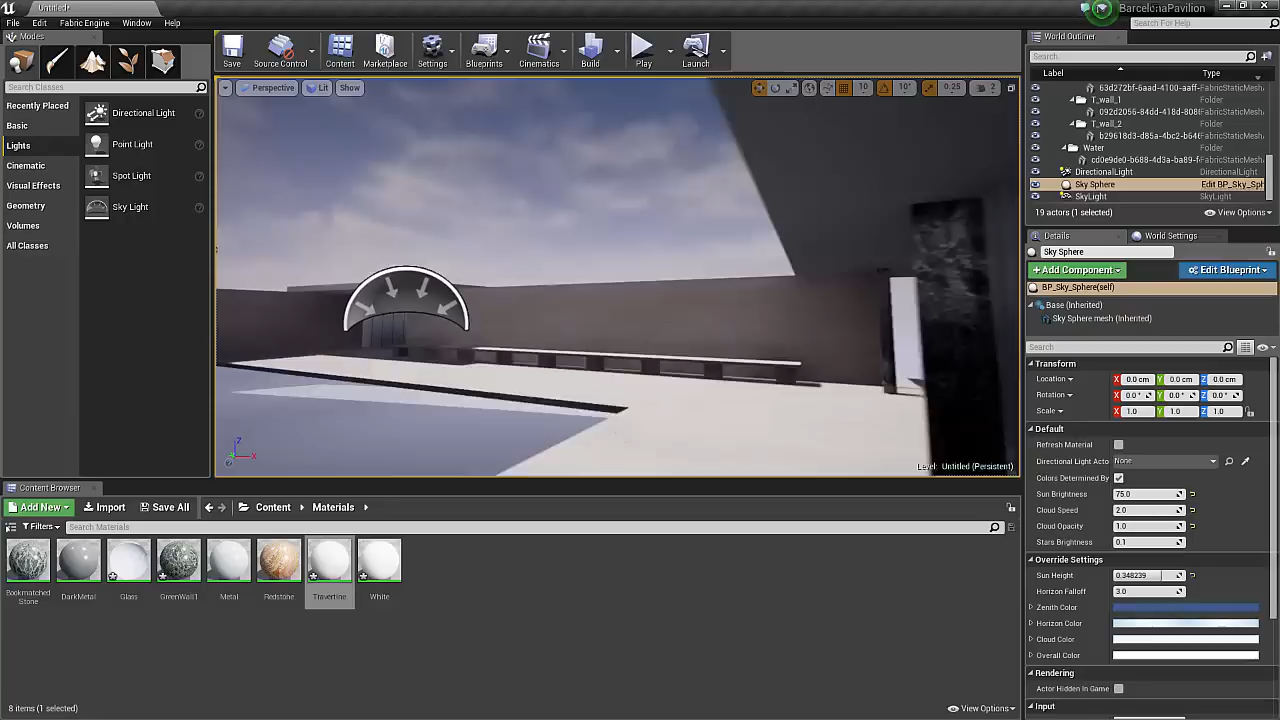 Untitled*
BarcelonaPavilion
File Edit Fabric Engine Window Help
Search For Help
Modes
Search Classes
Recently Placed
Basic
Lights
Cinematic
Visual Effects
Geometry
Volumes
All Classes
Directional Light
Point Light
Spot Light
Sky Light
Save
Source Control
Content
Marketplace
Settings
Blueprints
Cinematics
Build
Play
Launch
Perspective
Lit
Show
10
10°
0.25
2
Level: Untitled (Persistent)
Z
X
World Outliner
Search
Label Type
63d272bf-6aad-4100-aaff- FabricStaticMesh
T_wall_1 Folder
092d2056-84dd-418d-808 FabricStaticMesh
T_wall_2 Folder
b29618d3-d85a-4bc2-b646 FabricStaticMesh
Water Folder
cd0e9de0-b688-4d3a-ba89-f FabricStaticMesh
DirectionalLight DirectionalLight
Sky Sphere Edit BP_Sky_Sph
SkyLight SkyLight
19 actors (1 selected)
View Options
Details
World Settings
Sky Sphere
+Add Component
Edit Blueprint
BP_Sky_Sphere(self)
Base (Inherited)
Sky Sphere mesh (Inherited)
Search
Transform
Location X 0.0 cm Y 0.0 cm Z 0.0 cm
Rotation X 0.0 ° Y 0.0 ° Z 0.0 °
Scale X 1.0 Y 1.0 Z 1.0
Default
Refresh Material
Directional Light Acto None
Colors Determined By
Sun Brightness 75.0
Cloud Speed 2.0
Cloud Opacity 1.0
Stars Brightness 0.1
Override Settings
Sun Height 0.348239
Horizon Falloff 3.0
Zenith Color
Horizon Color
Cloud Color
Overall Color
Rendering
Actor Hidden In Game
Input
Content Browser
Add New
Import
Save All
Content
Materials
Filters
Search Materials
Bookmatched
Stone
DarkMetal
Glass
GreenWall1
Metal
Redstone
Travertine
White
8 items (1 selected)
View Options